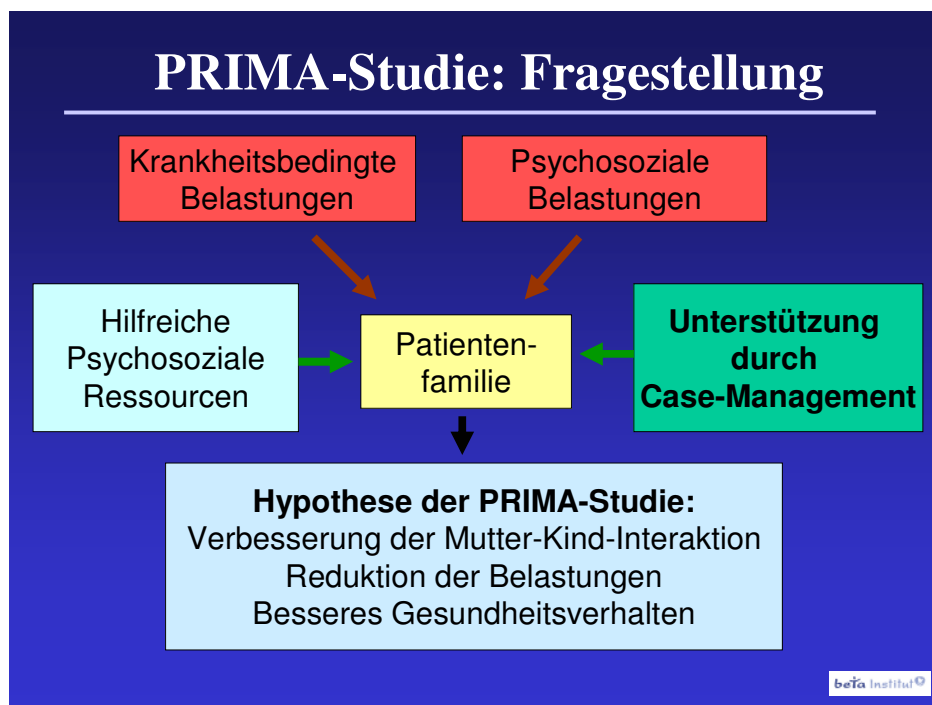 PRIMA-Studie: Fragestellung
Krankheitsbedingte
Belastungen
Psychosoziale
Belastungen
Hilfreiche
Psychosoziale
Ressourcen
Patienten-
familie
Unterstützung
durch
Case-Management
Hypothese der PRIMA-Studie:
Verbesserung der Mutter-Kind-Interaktion
Reduktion der Belastungen
Besseres Gesundheitsverhalten
beta Institut